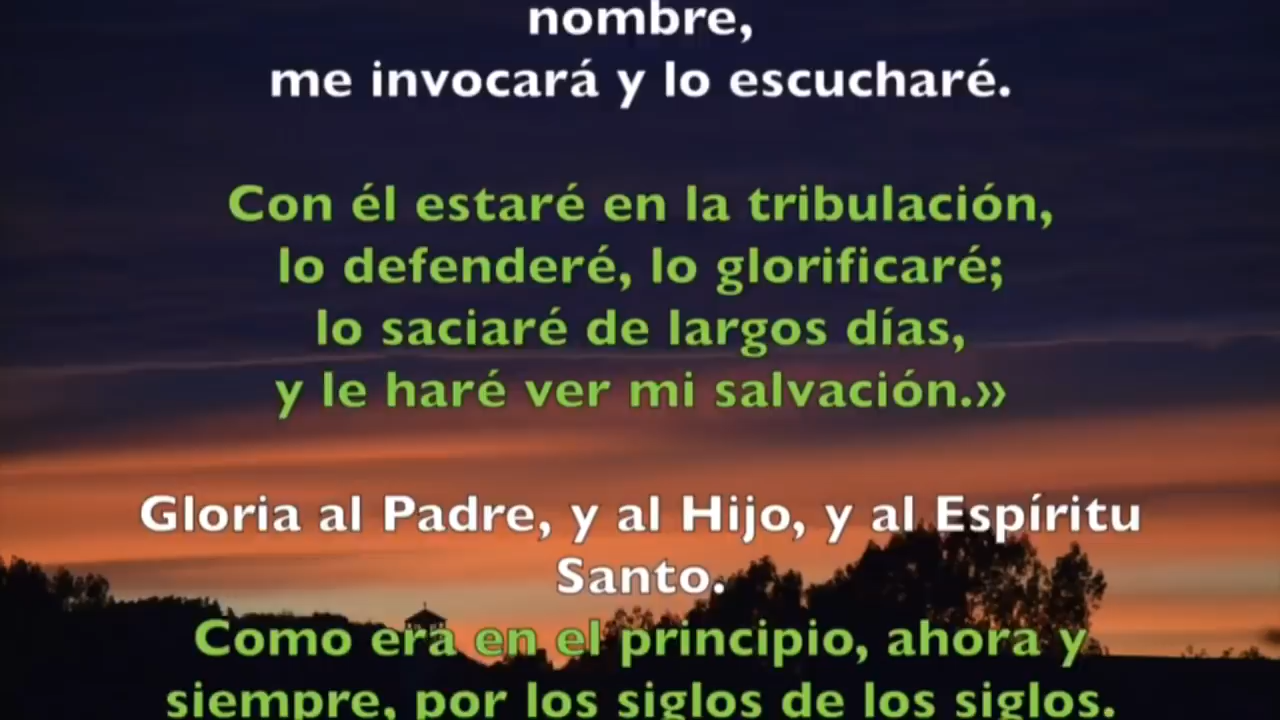 nombre,
me invocará y lo escucharé.
Con él estaré en la tribulación,
lo defenderé, lo glorificaré;
lo saciaré de largos días,
y le haré ver mi salvación.»
Gloria al Padre, y al Hijo, y al Espíritu
Santo.
Como era en el principio, ahora y
siempre, por los siglos de los siglos.